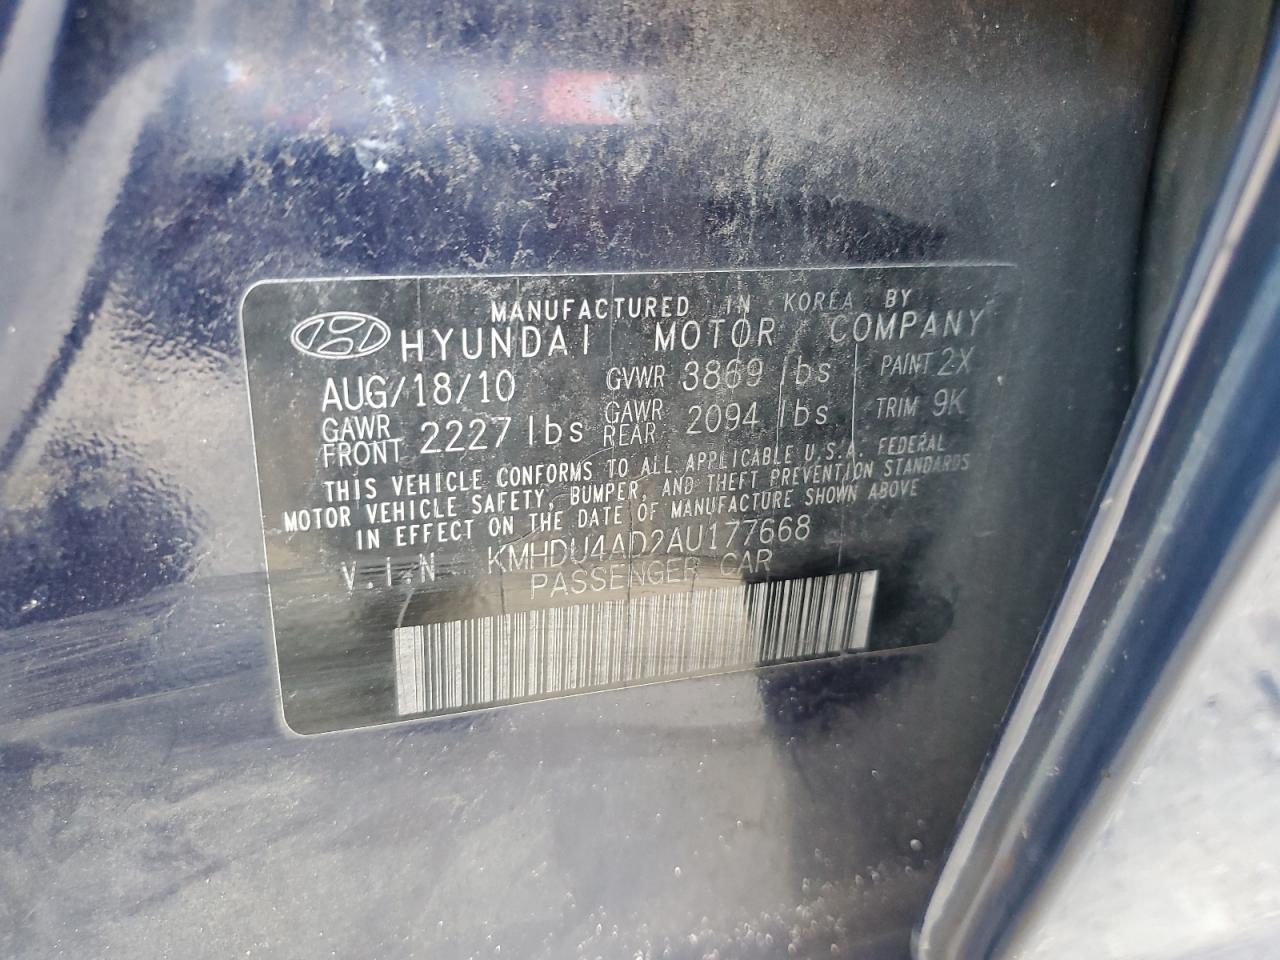 MANUFACTURED IN KOREA BY
HYUNDAI MOTOR COMPANY
AUG/18/10 GVWR 3869 lbs PAINT 2X
GAWR FRONT 2227 lbs GAWR REAR 2094 lbs TRIM 9K
THIS VEHICLE CONFORMS TO ALL APPLICABLE U.S.A. FEDERAL
MOTOR VEHICLE SAFETY, BUMPER, AND THEFT PREVENTION STANDARDS
IN EFFECT ON THE DATE OF MANUFACTURE SHOWN ABOVE
V.I.N KMHDU4AD2AU177668
PASSENGER CAR